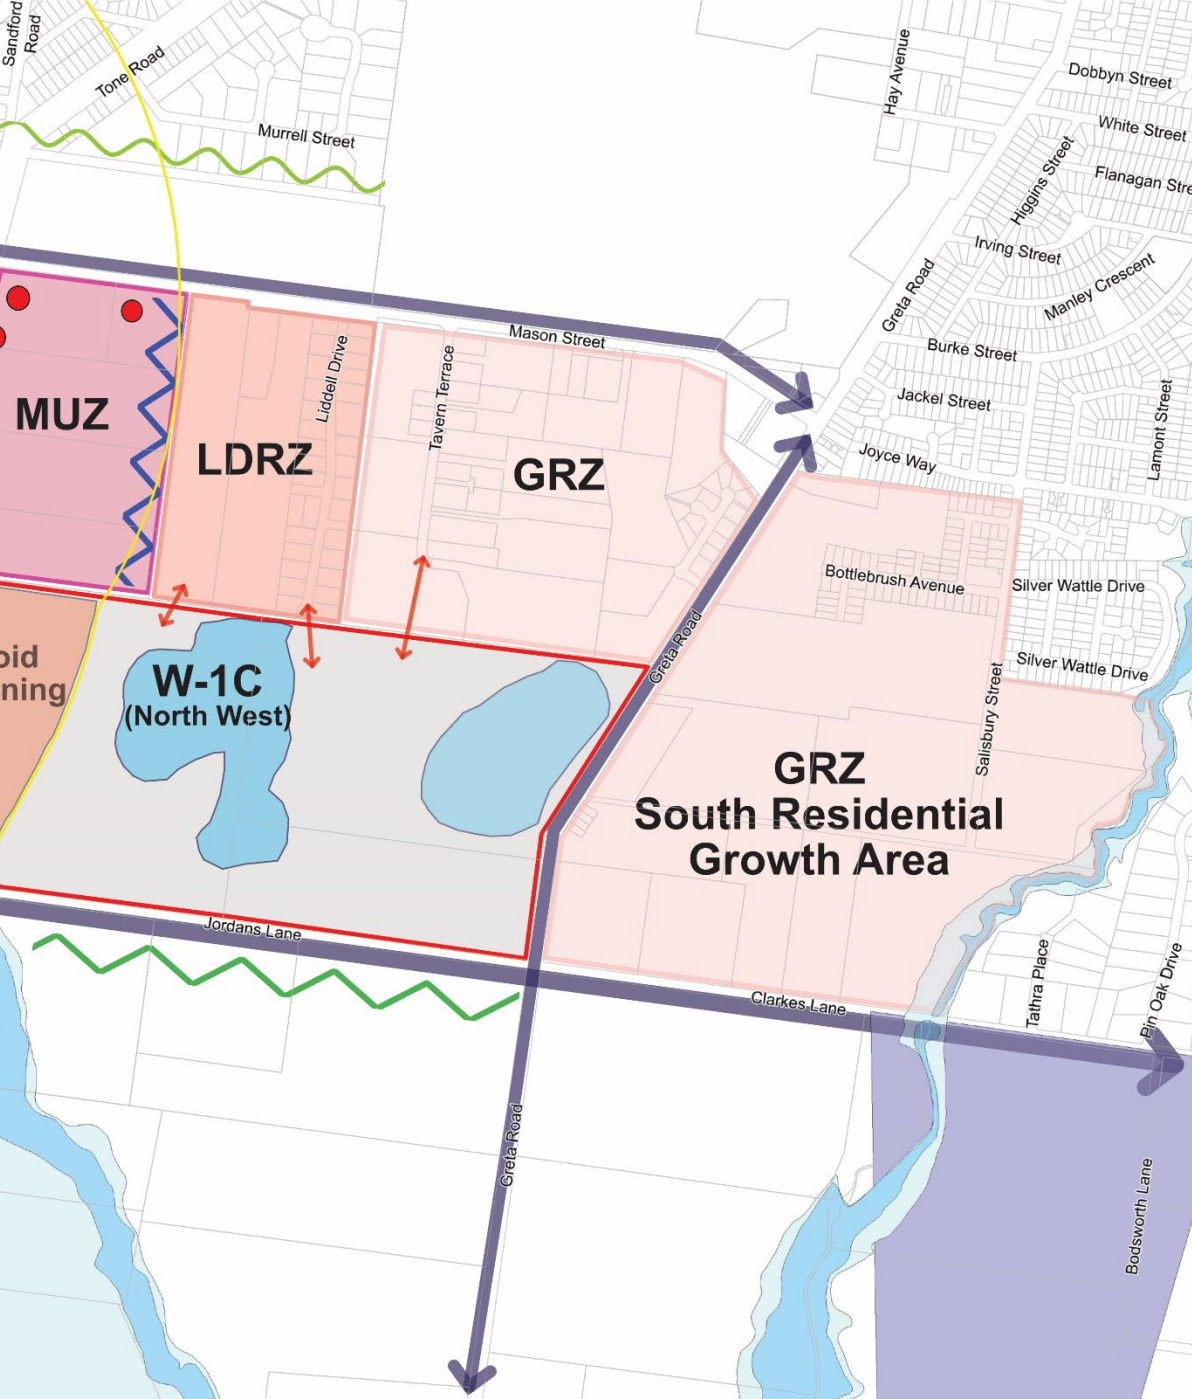 Sandford
Road
Tone Road
Murrell Street
Hay Avenue
Dobbyn Street
White Street
Flanagan Stre
Higgins Street
Irving Street
Manley Crescent
Greta Road
Mason Street
Burke Street
Jackel Street
Lamont Street
Joyce Way
Liddell Drive
Tavern Terrace
MUZ
LDRZ
GRZ
Bottlebrush Avenue
Silver Wattle Drive
Greta Road
Silver Wattle Drive
oid
ning
W-1C
(North West)
Salisbury Street
GRZ
South Residential
Growth Area
Jordans Lane
Clarkes Lane
Tathra Place
Pin Oak Drive
Greta Road
Bodsworth Lane